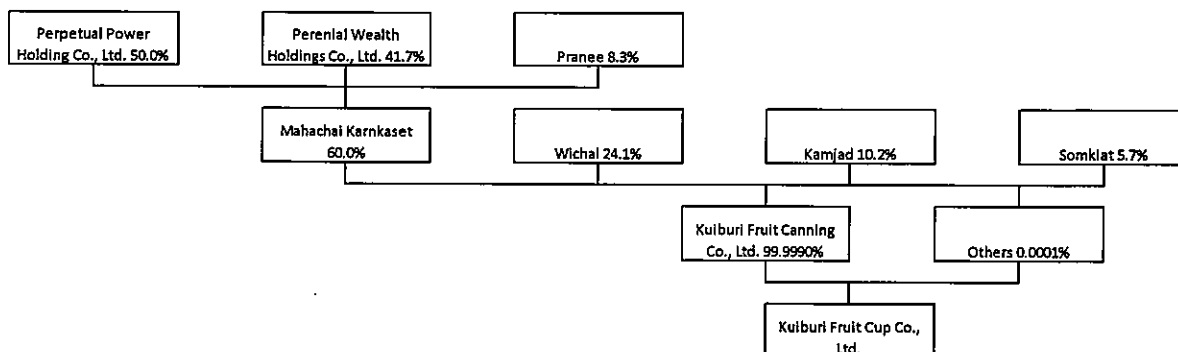 Perpetual Power
Holding Co., Ltd. 50.0%
Perenial Wealth
Holdings Co., Ltd. 41.7%
Pranee 8.3%
Mahachai Karnkaset
60.0%
Wichai 24.1%
Kamjad 10.2%
Somkiat 5.7%
Kuiburi Fruit Canning
Co., Ltd. 99.9990%
Others 0.0001%
Kuiburi Fruit Cup Co.,
Ltd.